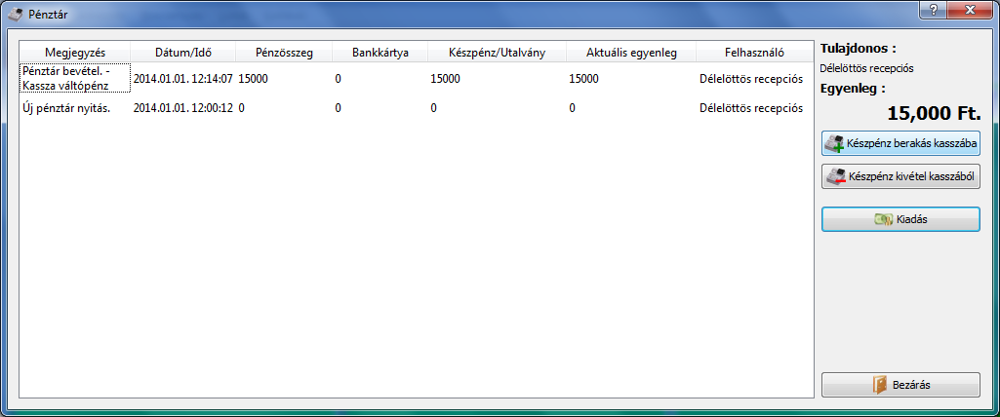 Pénztár
Megjegyzés Dátum/Idő Pénzösszeg Bankkártya Készpénz/Utalvány Aktuális egyenleg Felhasználó
Pénztár bevétel. -
Kassza váltópénz 2014.01.01. 12:14:07 15000 0 15000 15000 Délelöttös recepciós
Új pénztár nyitás. 2014.01.01. 12:00:12 0 0 0 0 Délelöttös recepciós
Tulajdonos :
Délelöttös recepciós
Egyenleg :
15,000 Ft.
Készpénz berakás kasszába
Készpénz kivétel kasszából
Kiadás
Bezárás